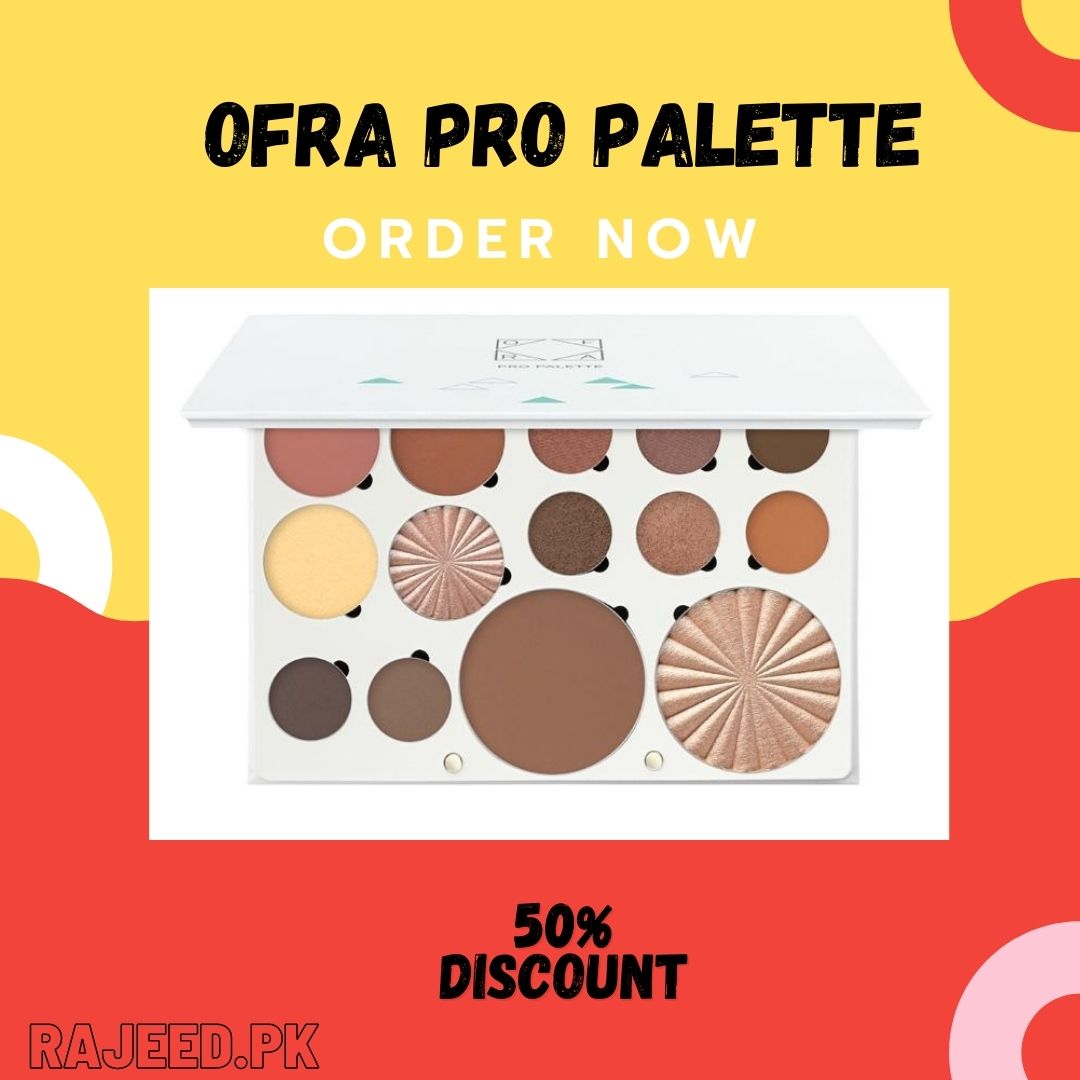 OFRA PRO PALETTE
ORDER NOW
O F
R A
PRO PALETTE
50%
DISCOUNT
RAJEED.PK